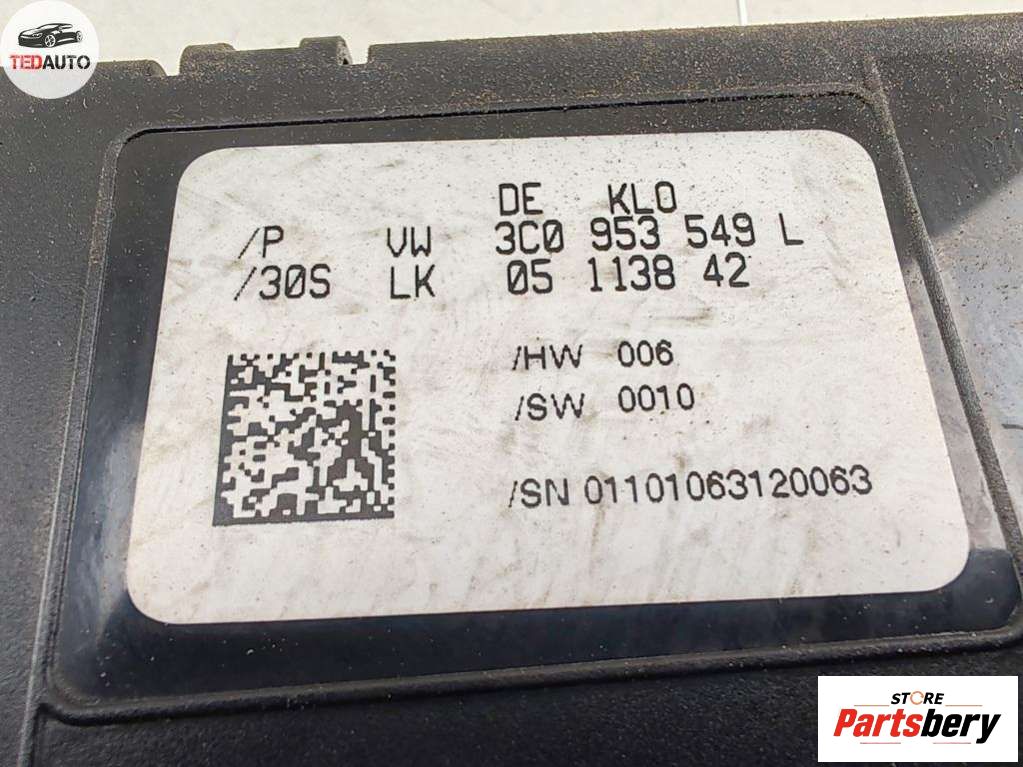 TEDAUTO
DE KLO
/P VW 3C0 953 549 L
/30S LK 05 1138 42
/HW 006
/SW 0010
/SN 01101063120063
STORE
Partsbery